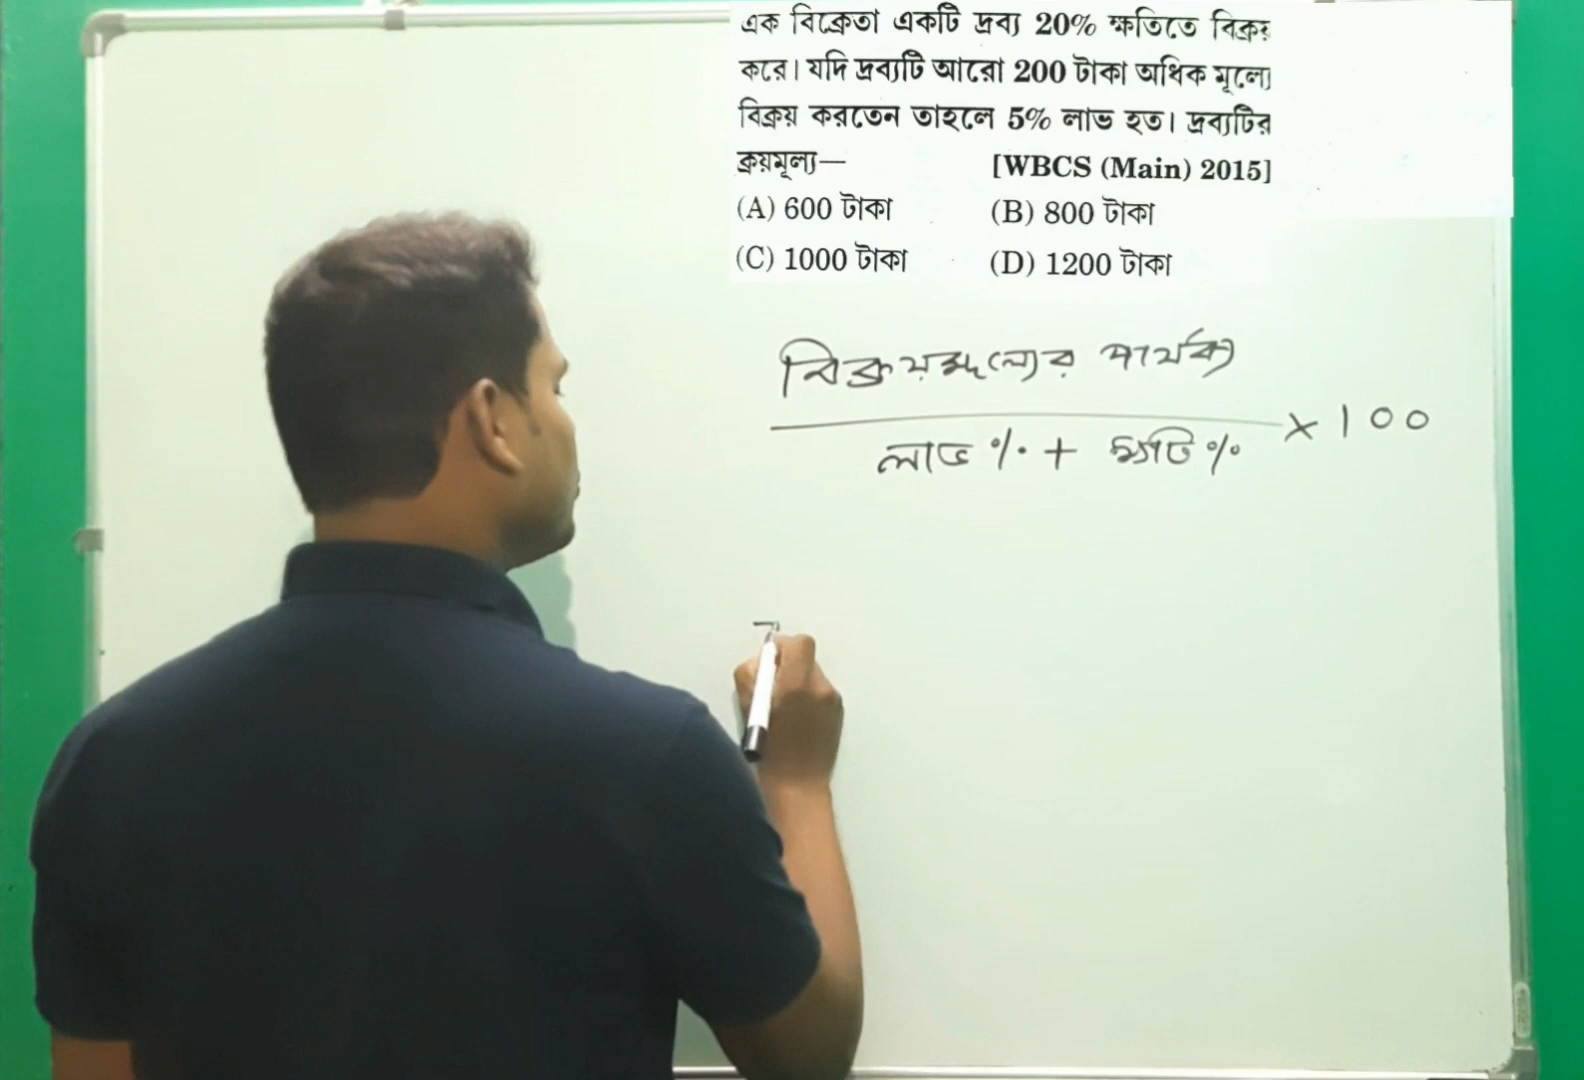 এক বিক্রেতা একটি দ্রব্য 20% ক্ষতিতে বিক্রয়
করে। যদি দ্রব্যটি আরো 200 টাকা অধিক মূল্যে
বিক্রয় করতেন তাহলে 5% লাভ হত। দ্রব্যটির
ক্রয়মূল্য— [WBCS (Main) 2015]
(A) 600 টাকা (B) 800 টাকা
(C) 1000 টাকা (D) 1200 টাকা
বিক্রয়মূল্যের পার্থক্য
লাভ % + ক্ষতি % × 100